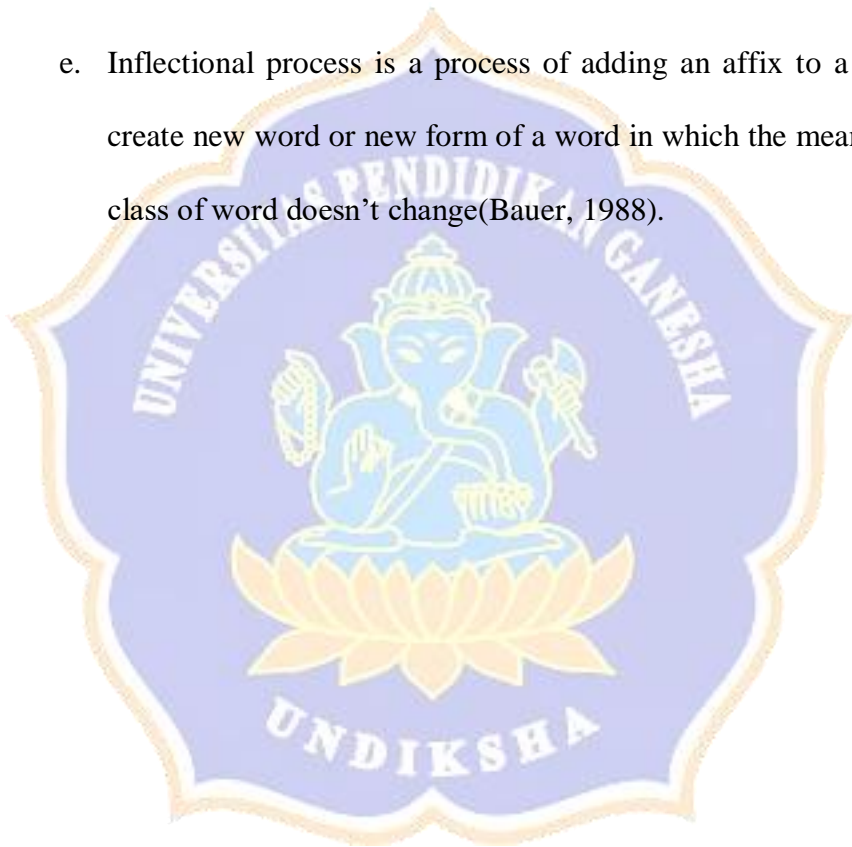 e. Inflectional process is a process of adding an affix to a
create new word or new form of a word in which the mean
class of word doesn't change(Bauer, 1988).
UNIVERSITAS PENDIDIKAN GANESHA
UNDIKSHA